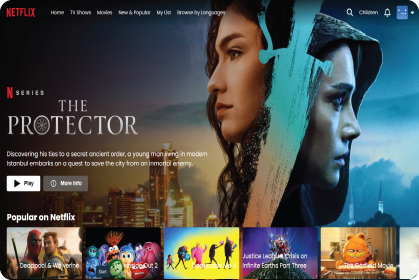 NETFLIX
Home TV Shows Movies New & Popular My List Browse by Languages
Children
N SERIES
THE
PROTECTOR
Discovering his ties to a secret ancient order, a young man living in modern
Istanbul embarks on a quest to save the city from an inmortal enemy.
Play
More Info
Popular on Netflix
Deadpool & Wolverine
Inside Out 2
Justice League: Crisis on
Infinite Earths Part Three
The Garfield Movie